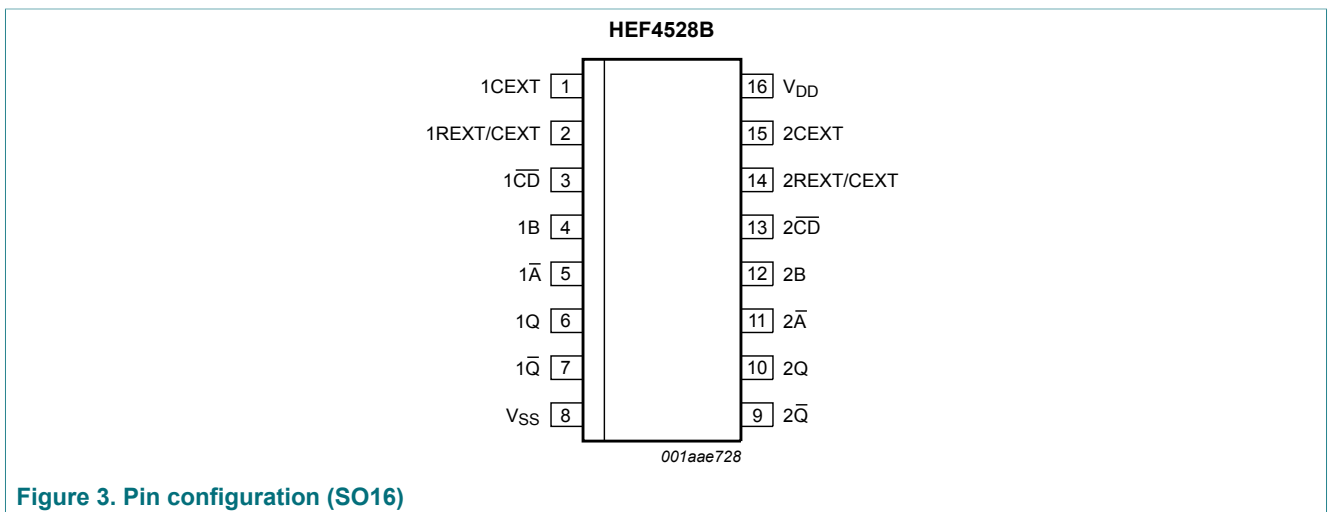 HEF4528B
1CEXT 1 16 VDD
1REXT/CEXT 2 15 2CEXT
1C̅D̅ 3 14 2REXT/CEXT
1B 4 13 2C̅D̅
1A̅ 5 12 2B
1Q 6 11 2A̅
1Q̅ 7 10 2Q
VSS 8 9 2Q̅
001aae728
Figure 3. Pin configuration (SO16)